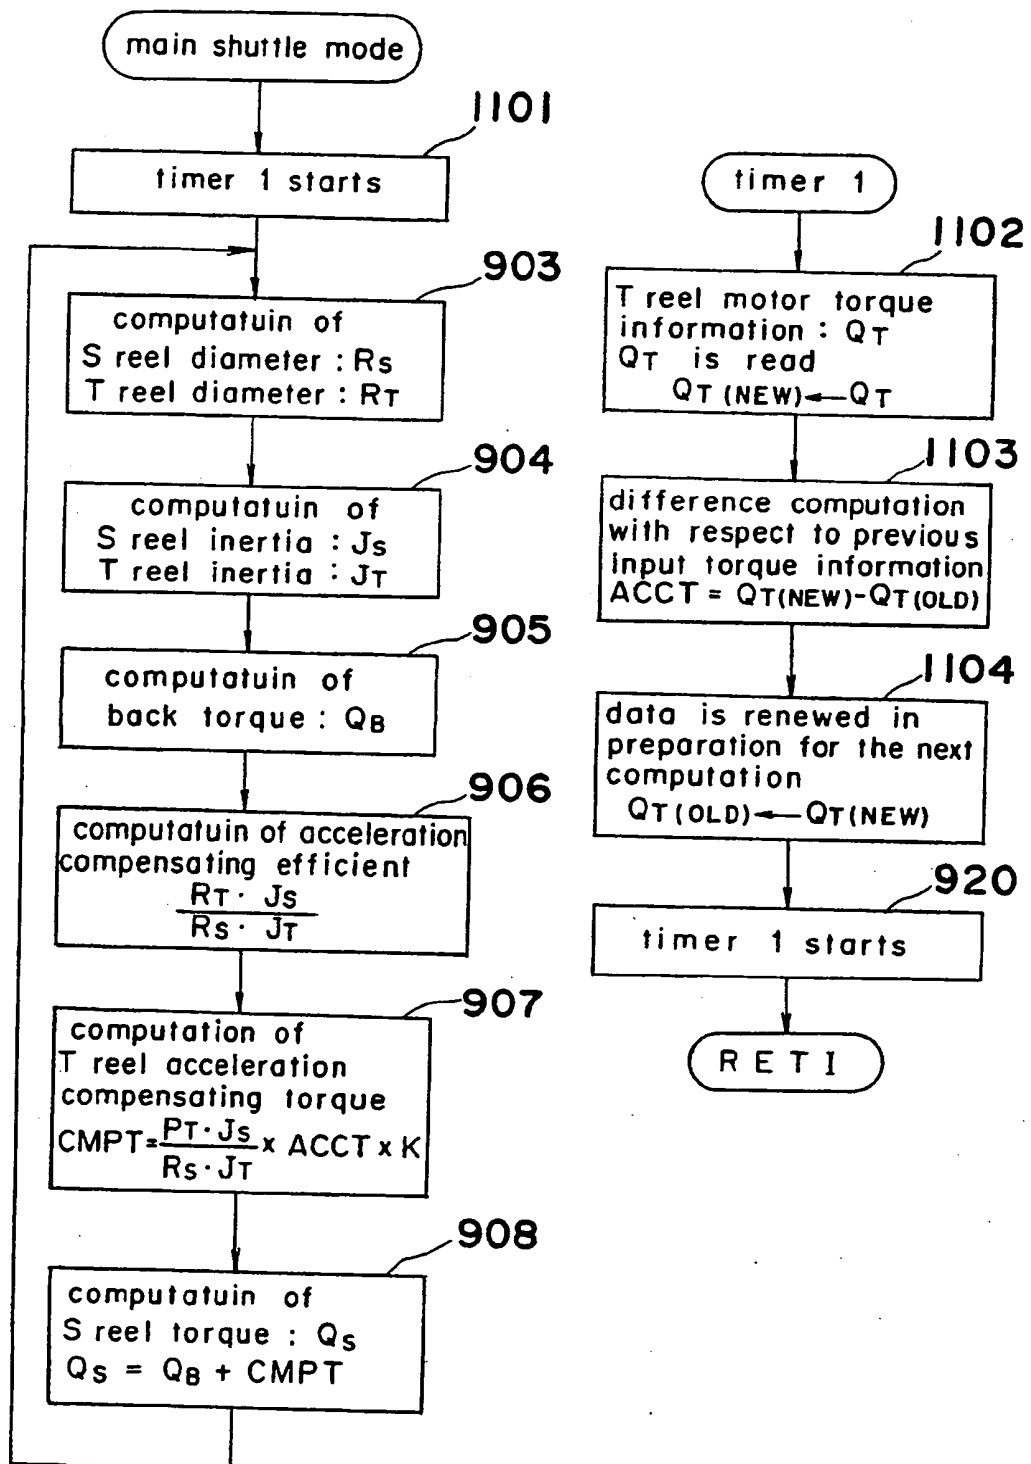 main shuttle mode
1101
timer 1 starts
903
computatuin of
S reel diameter : RS
T reel diameter : RT
904
computatuin of
S reel inertia : JS
T reel inertia : JT
905
computatuin of
back torque : QB
906
computatuin of acceleration
compensating efficient
RT · JS
RS · JT
907
computation of
T reel acceleration
compensating torque
CMPT = PT · JS / RS · JT × ACCT × K
908
computatuin of
S reel torque : QS
QS = QB + CMPT
timer 1
1102
T reel motor torque
information : QT
QT is read
QT (NEW) ← QT
1103
difference computation
with respect to previous
input torque information
ACCT = QT(NEW) - QT(OLD)
1104
data is renewed in
preparation for the next
computation
QT (OLD) ← QT(NEW)
920
timer 1 starts
RETI